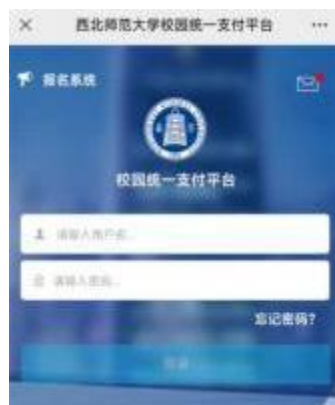 西北师范大学校园统一支付平台
报名系统
校园统一支付平台
请输入用户名...
请输入密码...
忘记密码?
登录